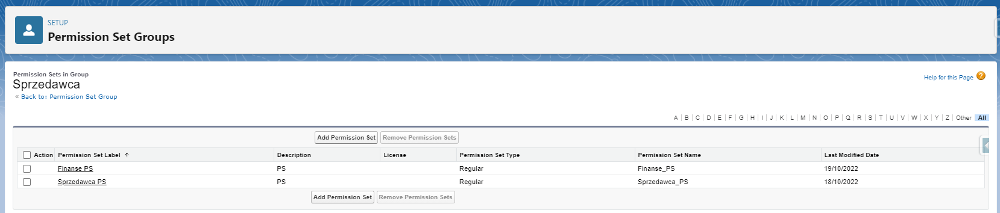 SETUP
Permission Set Groups
Permission Sets in Group
Sprzedawca
« Back to: Permission Set Group
Help for this Page ?
A | B | C | D | E | F | G | H | I | J | K | L | M | N | O | P | Q | R | S | T | U | V | W | X | Y | Z | Other | All
Add Permission Set Remove Permission Sets
Action Permission Set Label ↑ Description License Permission Set Type Permission Set Name Last Modified Date
Finanse PS PS Regular Finanse_PS 19/10/2022
Sprzedawca PS PS Regular Sprzedawca_PS 18/10/2022
Add Permission Set Remove Permission Sets